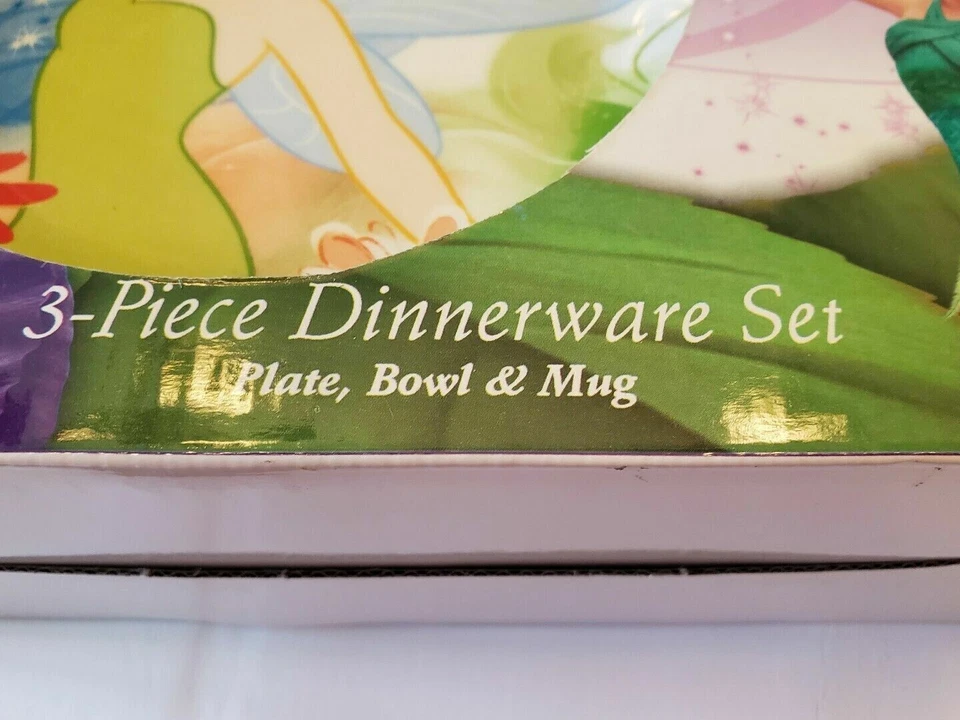 3-Piece Dinnerware Set
Plate, Bowl & Mug